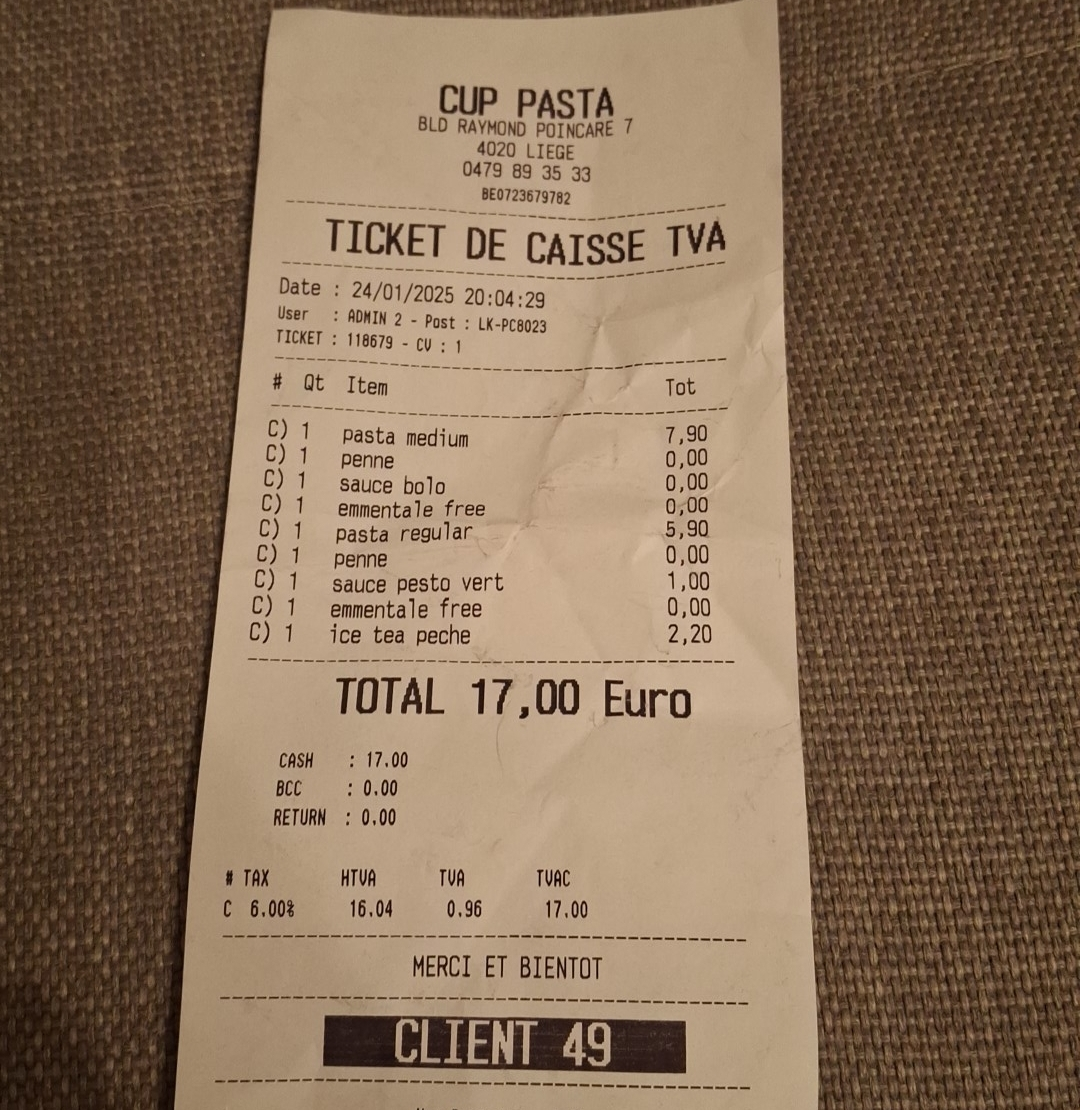 CUP PASTA
BLD RAYMOND POINCARE 7
4020 LIEGE
0479 89 35 33
BE0723679782
TICKET DE CAISSE TVA
Date : 24/01/2025 20:04:29
User : ADMIN 2 - Post : LK-PC8023
TICKET : 118679 - CV : 1
# Qt Item Tot
C) 1 pasta medium 7,90
C) 1 penne 0,00
C) 1 sauce bolo 0,00
C) 1 emmentale free 0,00
C) 1 pasta regular 5,90
C) 1 penne 0,00
C) 1 sauce pesto vert 1,00
C) 1 emmentale free 0,00
C) 1 ice tea peche 2,20
TOTAL 17,00 Euro
CASH : 17.00
BCC : 0.00
RETURN : 0.00
# TAX HTVA TVA TVAC
C 6.00% 16.04 0.96 17.00
MERCI ET BIENTOT
CLIENT 49